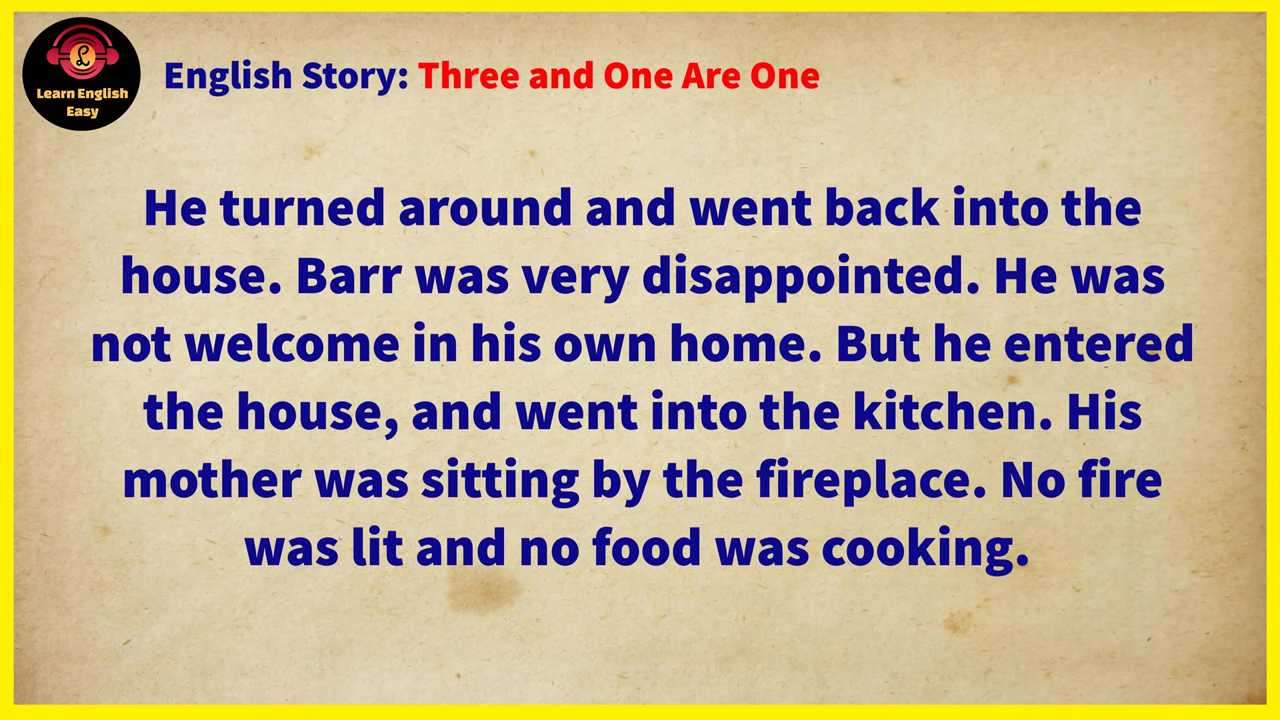 Learn English
Easy
English Story: Three and One Are One
He turned around and went back into the
house. Barr was very disappointed. He was
not welcome in his own home. But he entered
the house, and went into the kitchen. His
mother was sitting by the fireplace. No fire
was lit and no food was cooking.